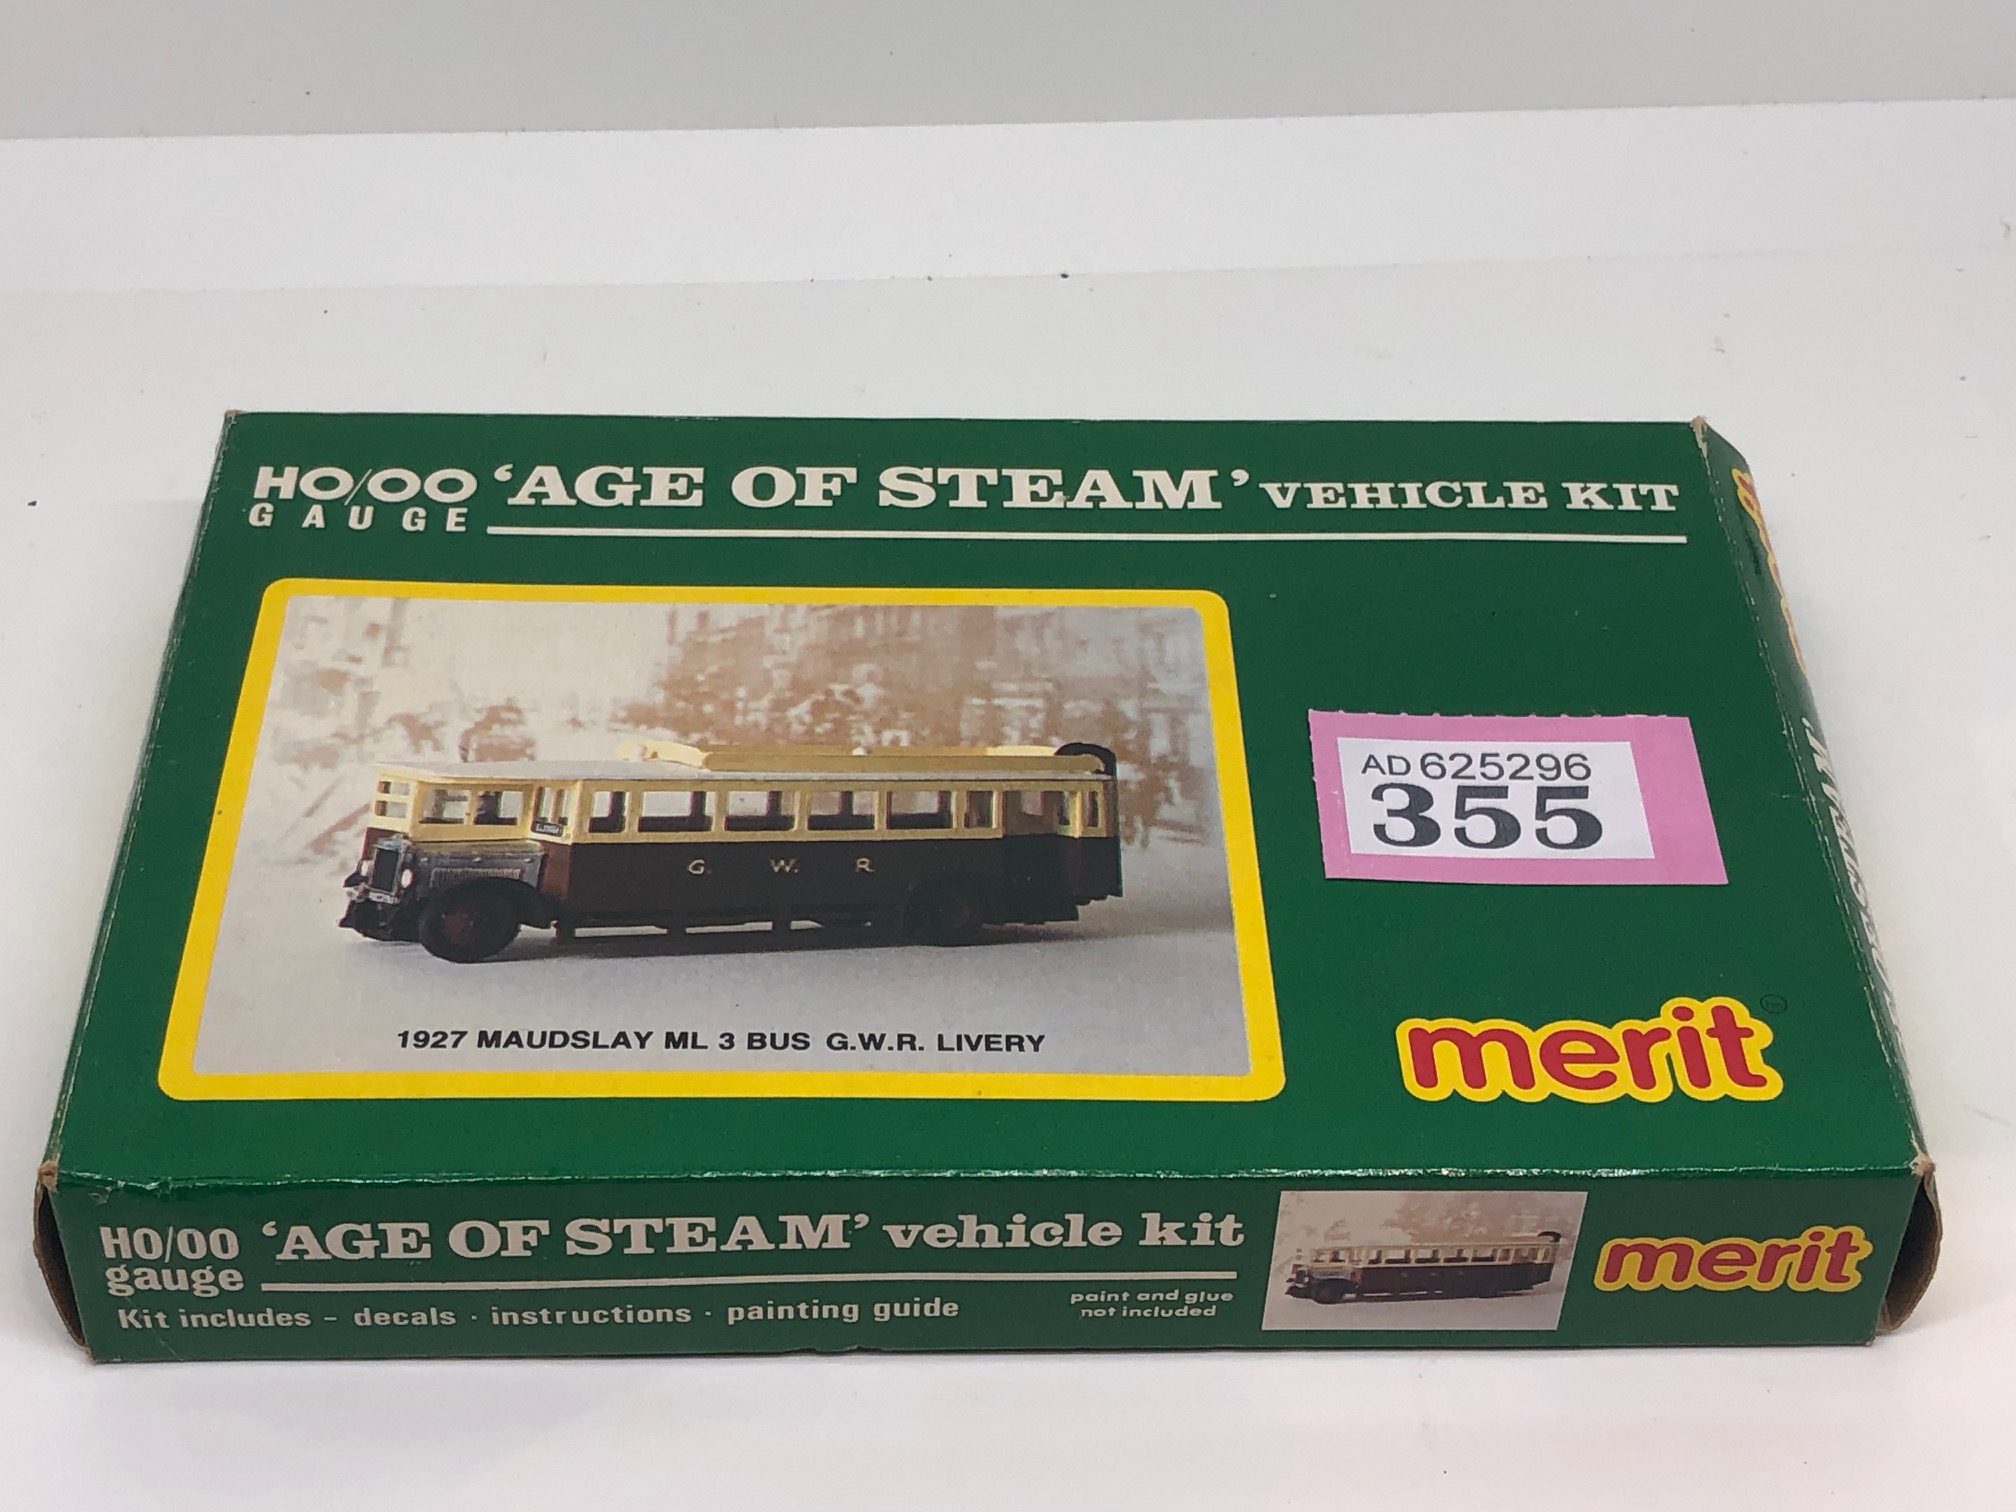 HO/OO 'AGE OF STEAM' VEHICLE KIT
GAUGE
G. W. R.
1927 MAUDSLAY ML 3 BUS G.W.R. LIVERY
AD 625296
355
merit
HO/OO 'AGE OF STEAM' vehicle kit
gauge
Kit includes - decals · instructions · painting guide
paint and glue
not included
merit